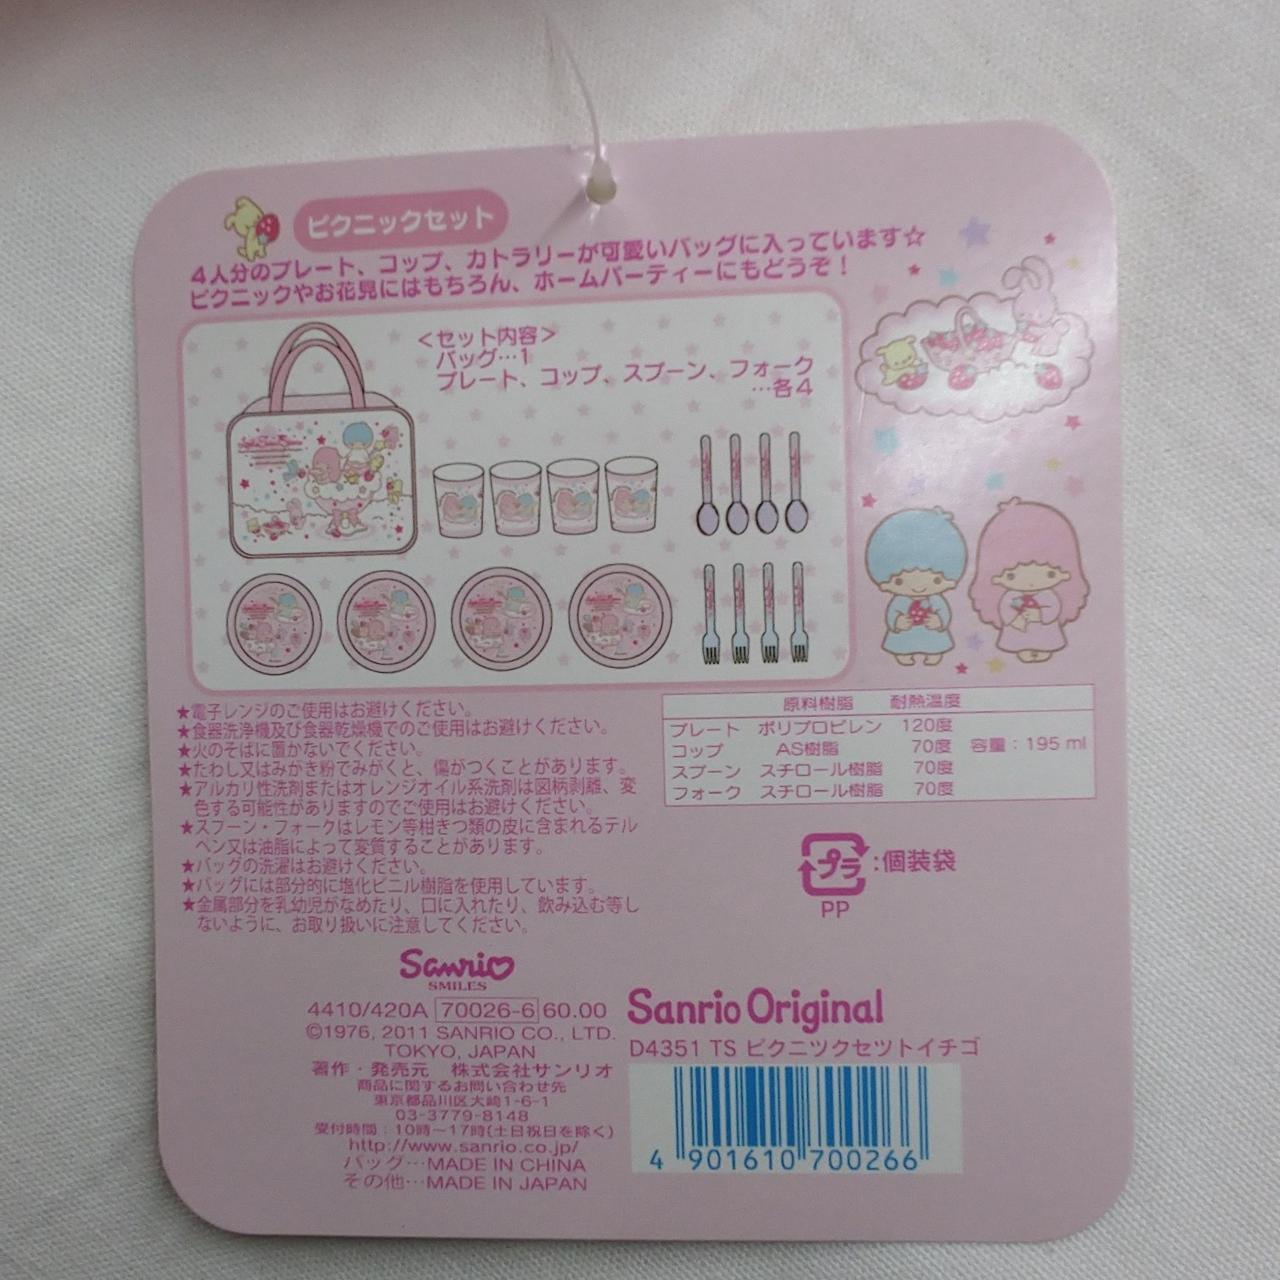 ピクニックセット
4人分のプレート、コップ、カトラリーが可愛いバッグに入っています☆
ピクニックやお花見にはもちろん、ホームパーティーにもどうぞ！
＜セット内容＞
バッグ…1
プレート、コップ、スプーン、フォーク
…各4
★電子レンジのご使用はお避けください。
★食器洗浄機及び食器乾燥機でのご使用はお避けください。
★火のそばに置かないでください。
★たわし又はみがき粉でみがくと、傷がつくことがあります。
★アルカリ性洗剤またはオレンジオイル系洗剤は図柄剥離、変
色する可能性がありますのでご使用はお避けください。
★スプーン・フォークはレモン等柑きつ類の皮に含まれるテル
ペン又は油脂によって変質することがあります。
★バッグの洗濯はお避けください。
★バッグには部分的に塩化ビニル樹脂を使用しています。
★金属部分を乳幼児がなめたり、口に入れたり、飲み込む等し
ないように、お取り扱いに注意してください。
原料樹脂 耐熱温度
プレート ポリプロピレン 120度
コップ AS樹脂 70度 容量：195 ml
スプーン スチロール樹脂 70度
フォーク スチロール樹脂 70度
プラ：個装袋
PP
Sanrio
SMILES
4410/420A 70026-6 60.00
©1976, 2011 SANRIO CO., LTD.
TOKYO, JAPAN
著作・発売元 株式会社サンリオ
商品に関するお問い合わせ先
東京都品川区大崎1-6-1
03-3779-8148
受付時間：10時〜17時(土日祝日を除く)
http://www.sanrio.co.jp/
バッグ…MADE IN CHINA
その他…MADE IN JAPAN
Sanrio Original
D4351 TS ピクニツクセツトイチゴ
4 901610 700266